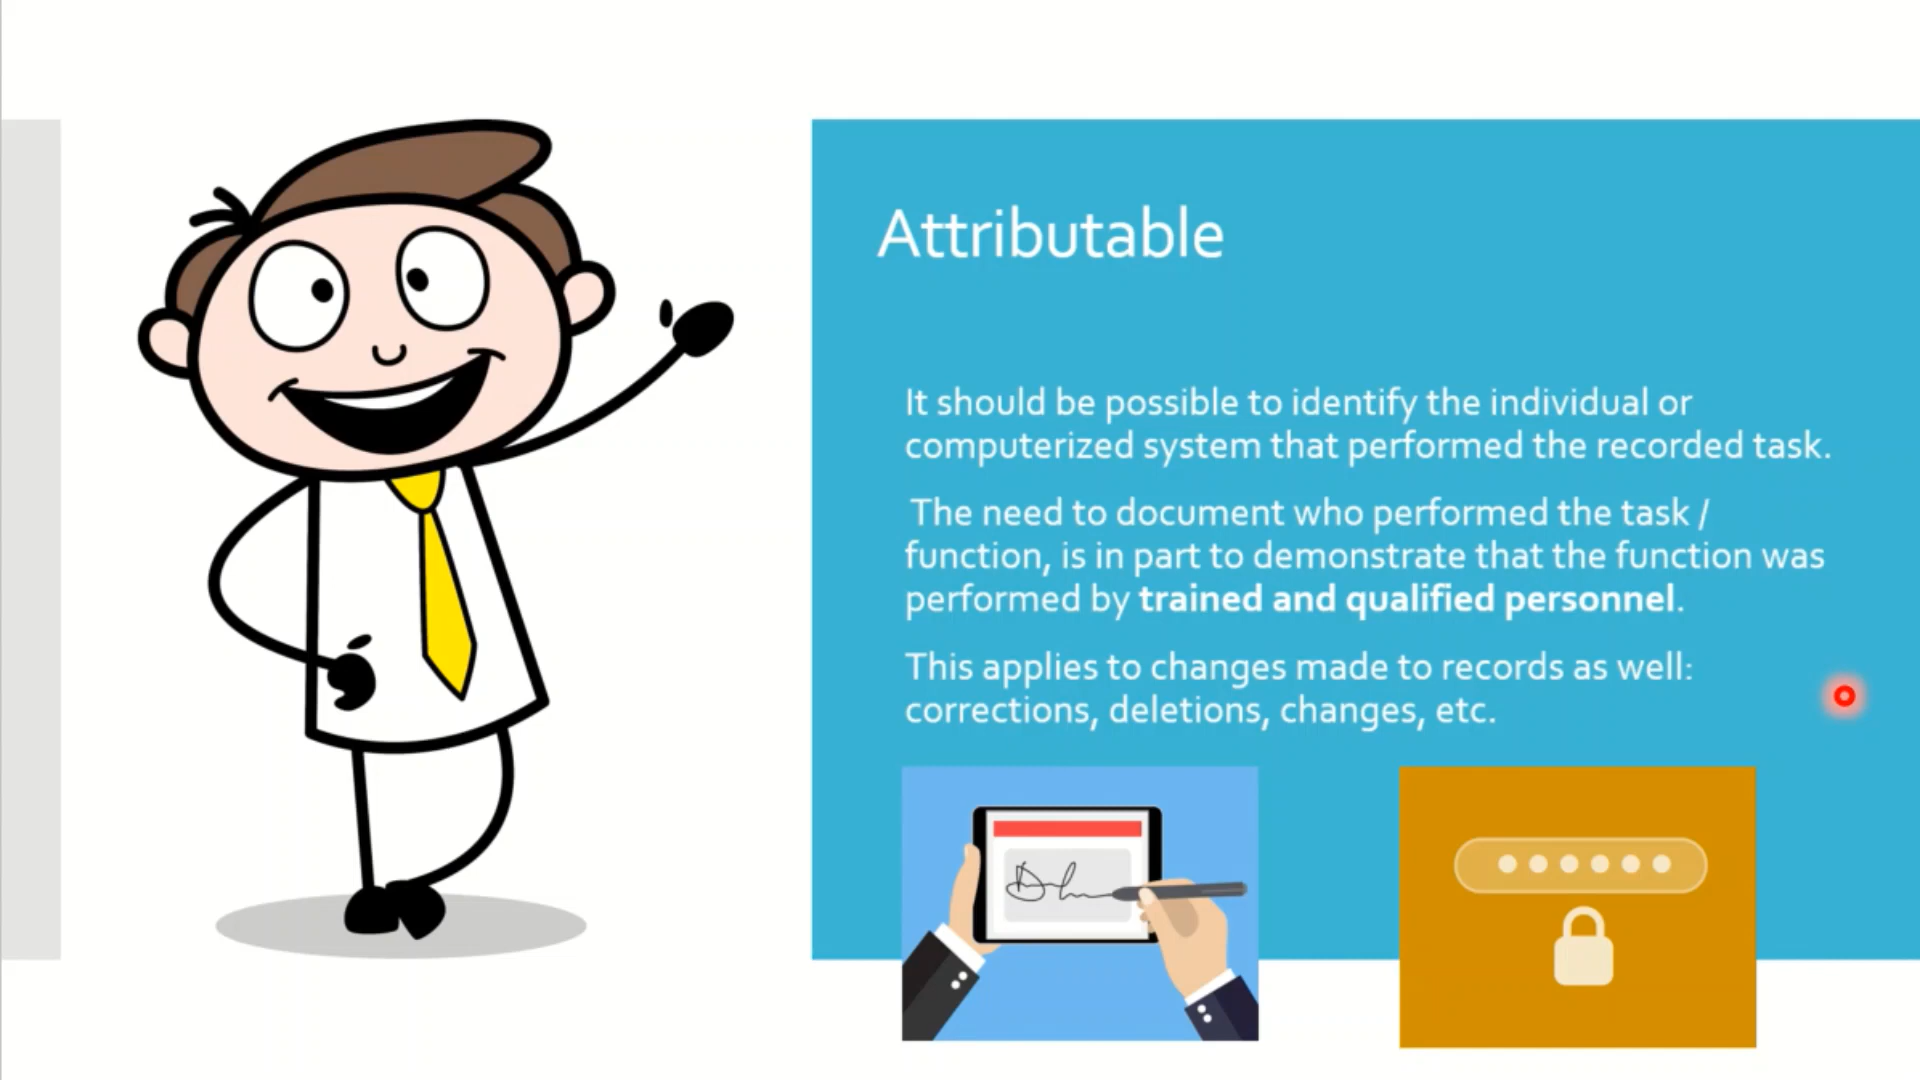 Attributable
It should be possible to identify the individual or
computerized system that performed the recorded task.
The need to document who performed the task /
function, is in part to demonstrate that the function was
performed by trained and qualified personnel.
This applies to changes made to records as well:
corrections, deletions, changes, etc.